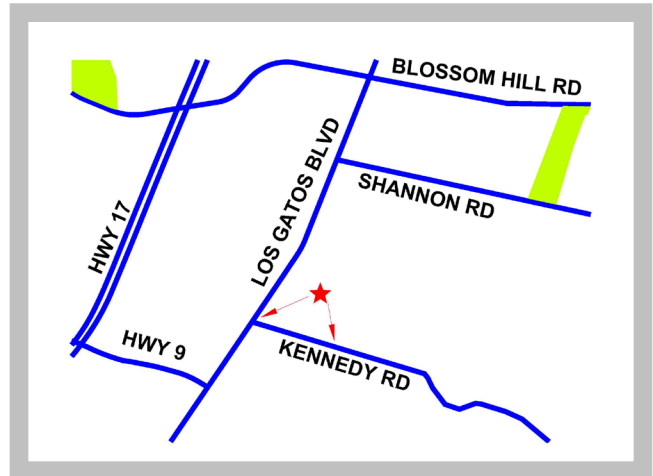 BLOSSOM HILL RD
LOS GATOS BLVD
SHANNON RD
HWY 17
HWY 9
KENNEDY RD